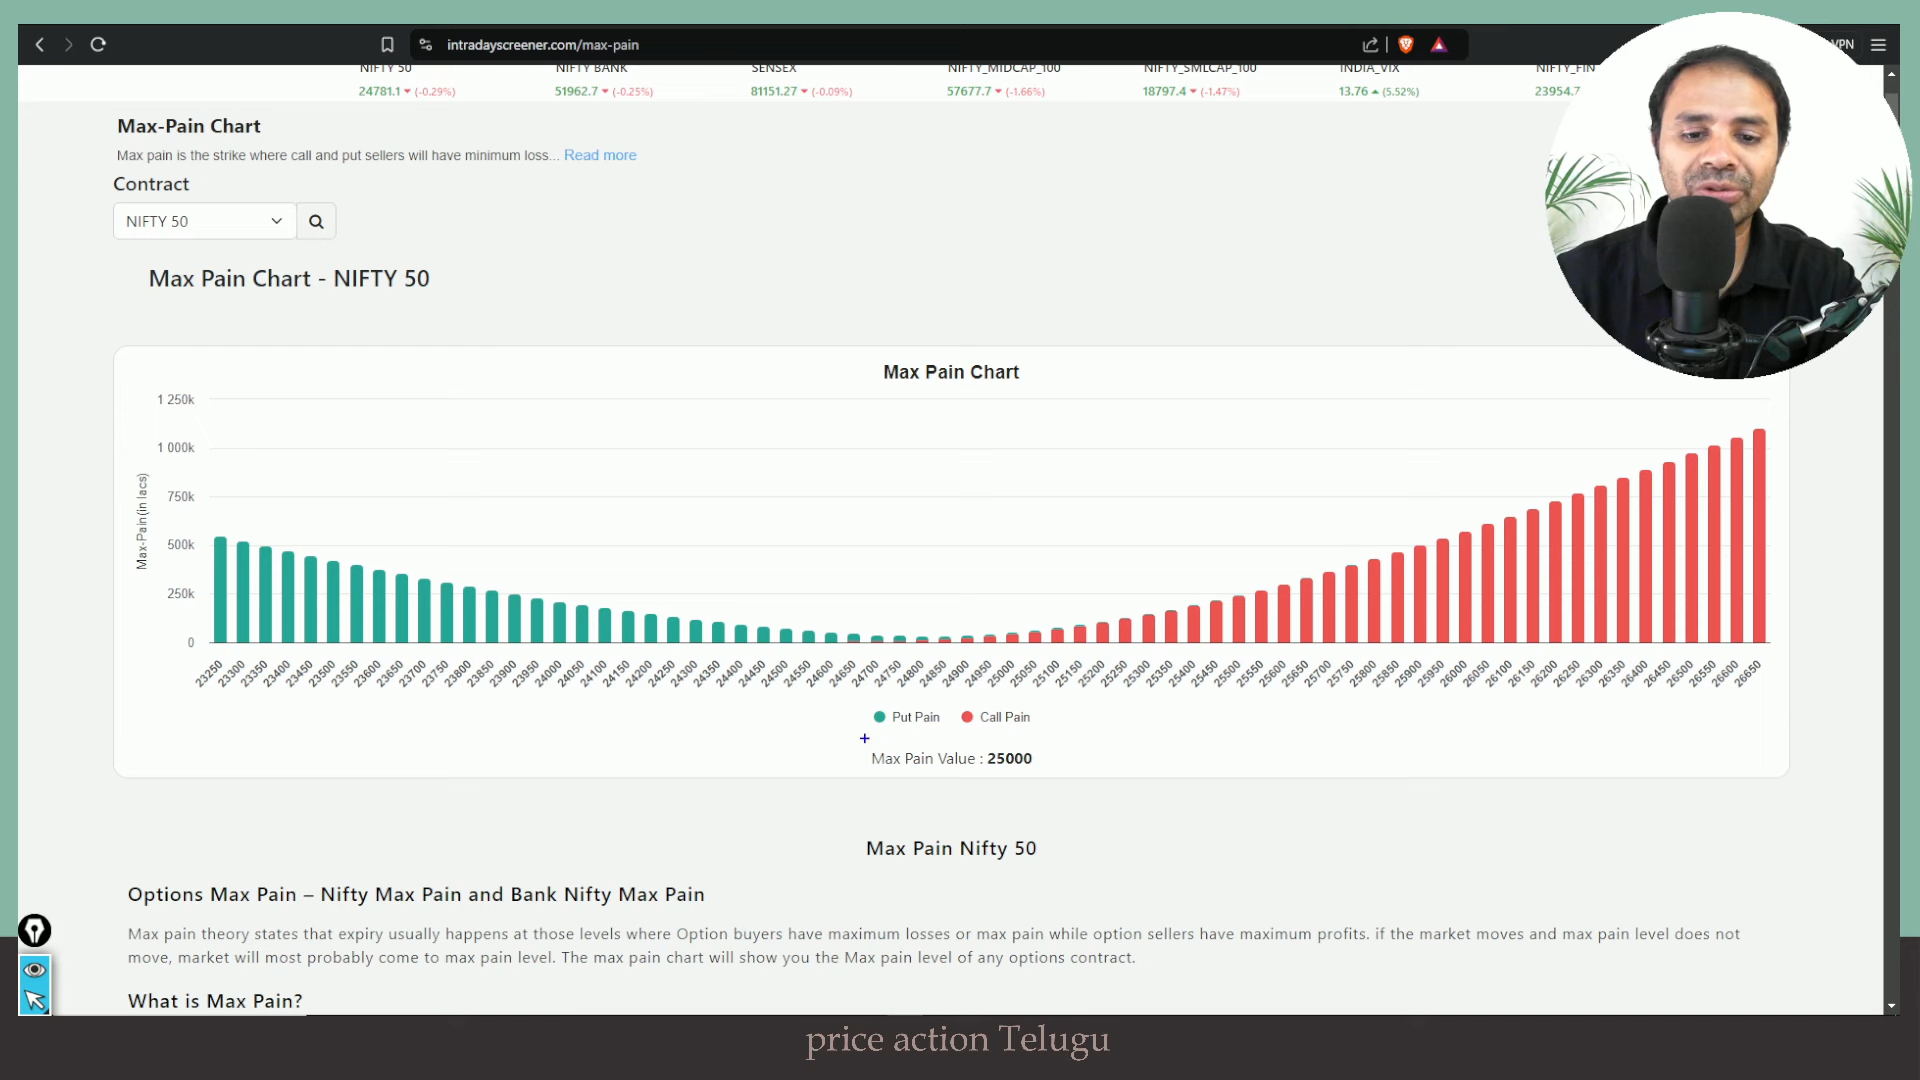 intradayscreener.com/max-pain
VPN
NIFTY 50 NIFTY BANK SENSEX NIFTY_MIDCAP_100 NIFTY_SMLCAP_100 INDIA_VIX NIFTY_FIN
24781.1 (-0.29%) 51962.7 (-0.25%) 81151.27 (-0.09%) 57677.7 (-1.66%) 18797.4 (-1.47%) 13.76 (5.52%) 23954.7
Max-Pain Chart
Max pain is the strike where call and put sellers will have minimum loss... Read more
Contract
NIFTY 50
Max Pain Chart - NIFTY 50
Max Pain Chart
Max-Pain(in lacs)
1 250k
1 000k
750k
500k
250k
0
23250 23300 23350 23400 23450 23500 23550 23600 23650 23700 23750 23800 23850 23900 23950 24000 24050 24100 24150 24200 24250 24300 24350 24400 24450 24500 24550 24600 24650 24700 24750 24800 24850 24900 24950 25000 25050 25100 25150 25200 25250 25300 25350 25400 25450 25500 25550 25600 25650 25700 25750 25800 25850 25900 25950 26000 26050 26100 26150 26200 26250 26300 26350 26400 26450 26500 26550 26600 26650
Put Pain Call Pain
Max Pain Value : 25000
Max Pain Nifty 50
Options Max Pain – Nifty Max Pain and Bank Nifty Max Pain
Max pain theory states that expiry usually happens at those levels where Option buyers have maximum losses or max pain while option sellers have maximum profits. if the market moves and max pain level does not
move, market will most probably come to max pain level. The max pain chart will show you the Max pain level of any options contract.
What is Max Pain?
price action Telugu